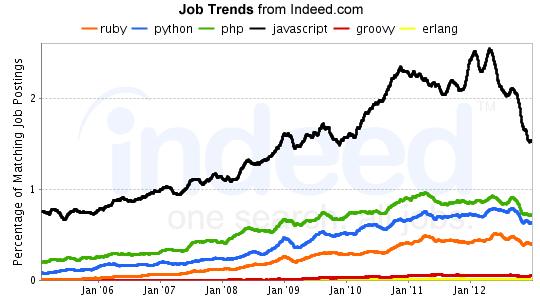 Job Trends from Indeed.com
ruby python php javascript groovy erlang
Percentage of Matching Job Postings
2
1
0
indeed™
one search. all jobs.
Jan '06 Jan '07 Jan '08 Jan '09 Jan '10 Jan '11 Jan '12